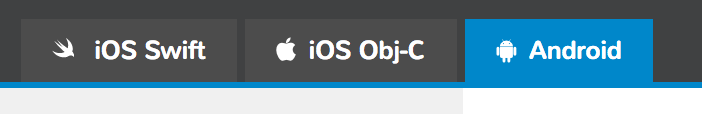 iOS Swift iOS Obj-C Android